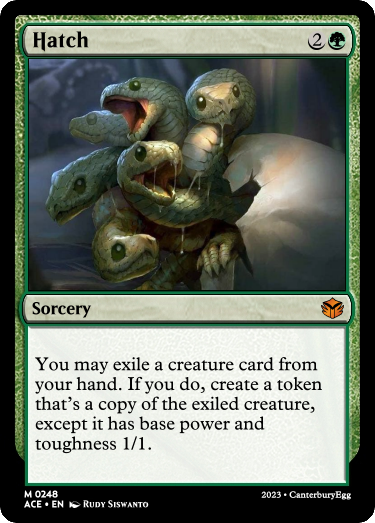 Hatch 2
Sorcery
You may exile a creature card from
your hand. If you do, create a token
that's a copy of the exiled creature,
except it has base power and
toughness 1/1.
M 0248
ACE • EN Rudy Siswanto
2023 • CanterburyEgg